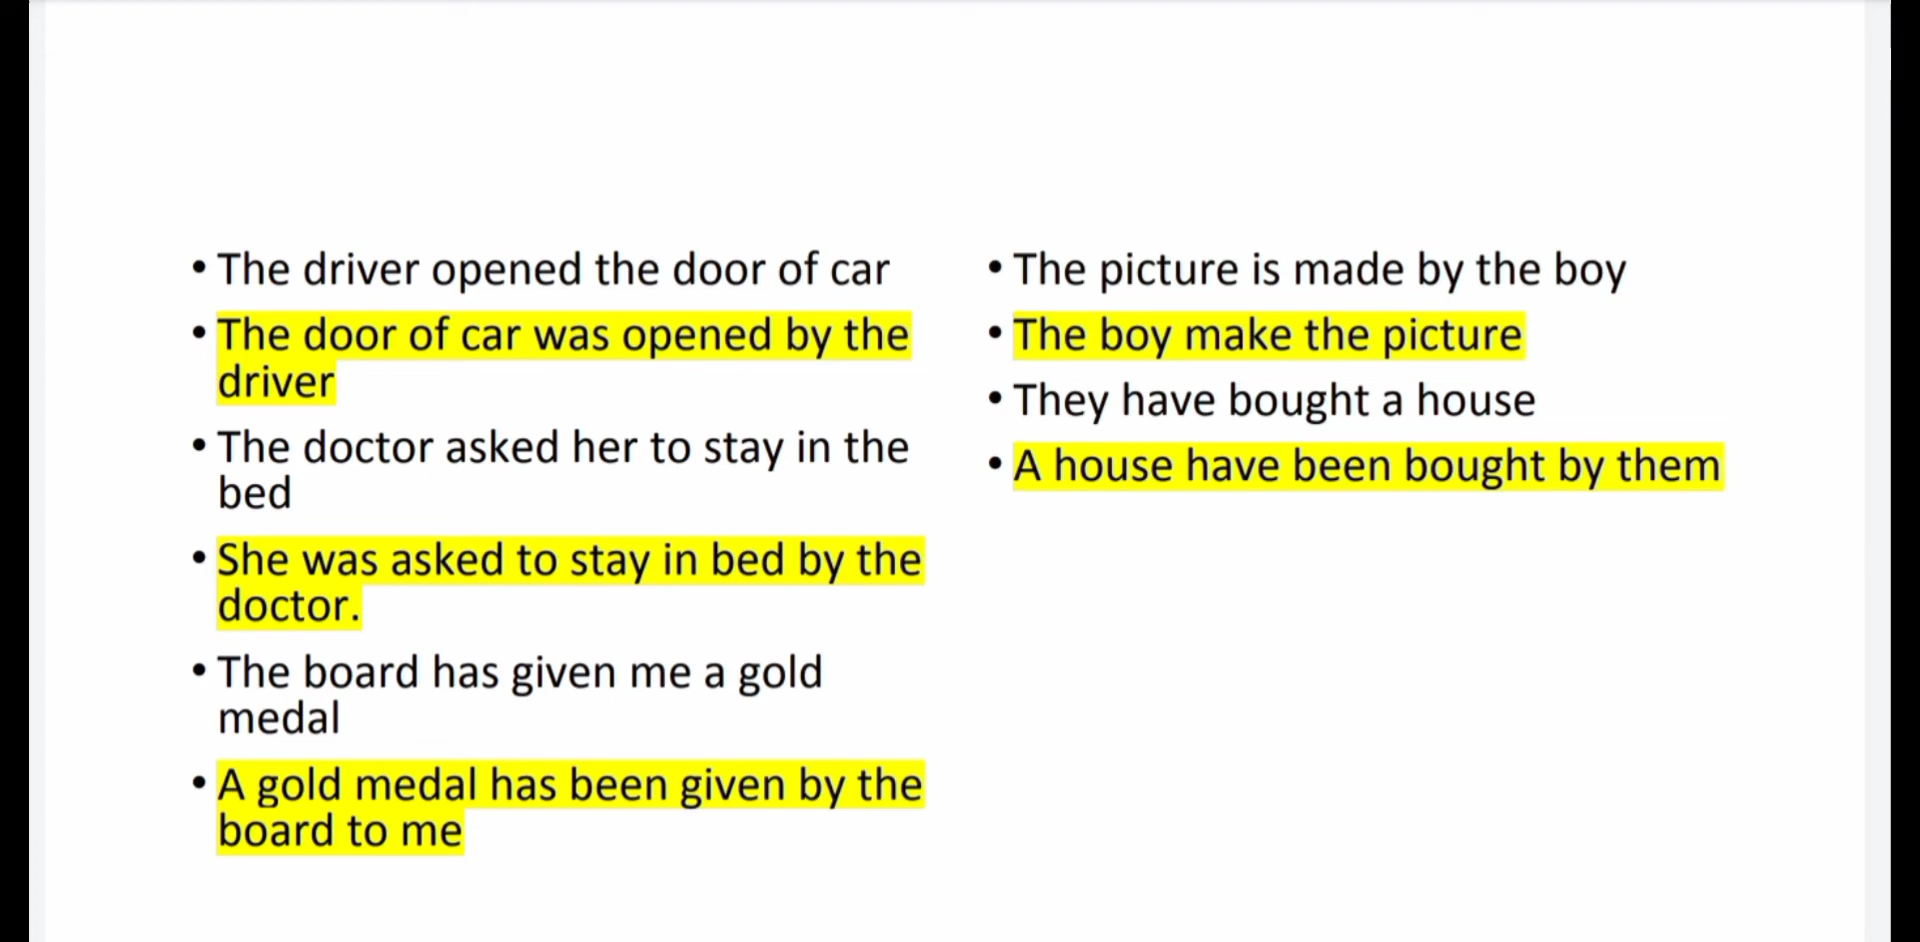 • The driver opened the door of car
• The door of car was opened by the
driver
• The doctor asked her to stay in the
bed
• She was asked to stay in bed by the
doctor.
• The board has given me a gold
medal
• A gold medal has been given by the
board to me
• The picture is made by the boy
• The boy make the picture
• They have bought a house
• A house have been bought by them